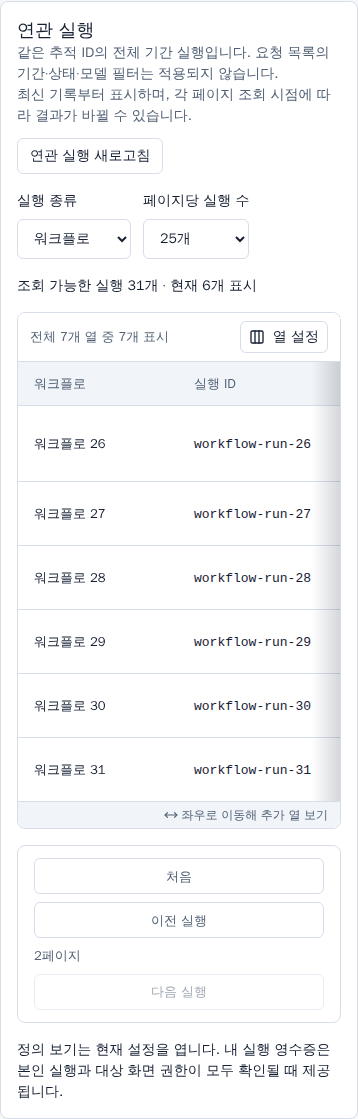 연관 실행
같은 추적 ID의 전체 기간 실행입니다. 요청 목록의
기간·상태·모델 필터는 적용되지 않습니다.
최신 기록부터 표시하며, 각 페이지 조회 시점에 따
라 결과가 바뀔 수 있습니다.
연관 실행 새로고침
실행 종류 페이지당 실행 수
워크플로 25개
조회 가능한 실행 31개 · 현재 6개 표시
전체 7개 열 중 7개 표시 열 설정
워크플로 실행 ID
워크플로 26 workflow-run-26
워크플로 27 workflow-run-27
워크플로 28 workflow-run-28
워크플로 29 workflow-run-29
워크플로 30 workflow-run-30
워크플로 31 workflow-run-31
↔ 좌우로 이동해 추가 열 보기
처음
이전 실행
2페이지
다음 실행
정의 보기는 현재 설정을 엽니다. 내 실행 영수증은
본인 실행과 대상 화면 권한이 모두 확인될 때 제공
됩니다.